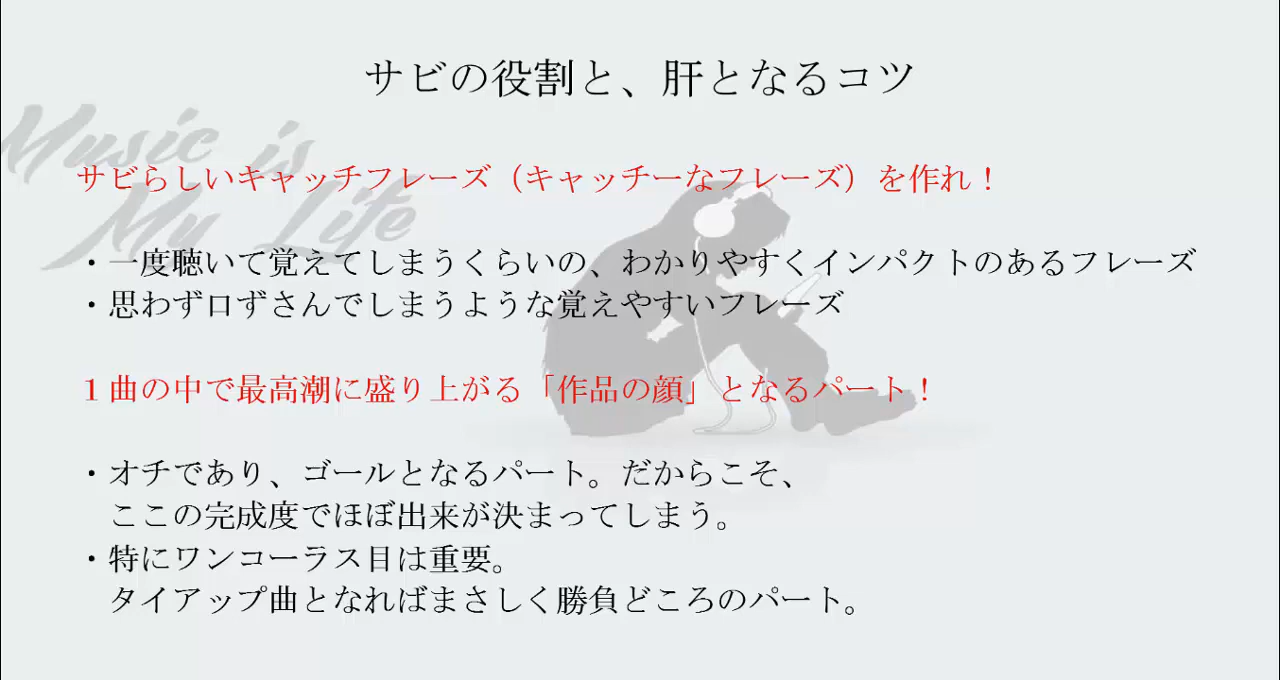 サビの役割と、肝となるコツ
Music is
My Life
サビらしいキャッチフレーズ（キャッチーなフレーズ）を作れ！
・一度聴いて覚えてしまうくらいの、わかりやすくインパクトのあるフレーズ
・思わず口ずさんでしまうような覚えやすいフレーズ
１曲の中で最高潮に盛り上がる「作品の顔」となるパート！
・オチであり、ゴールとなるパート。だからこそ、
ここの完成度でほぼ出来が決まってしまう。
・特にワンコーラス目は重要。
タイアップ曲となればまさしく勝負どころのパート。